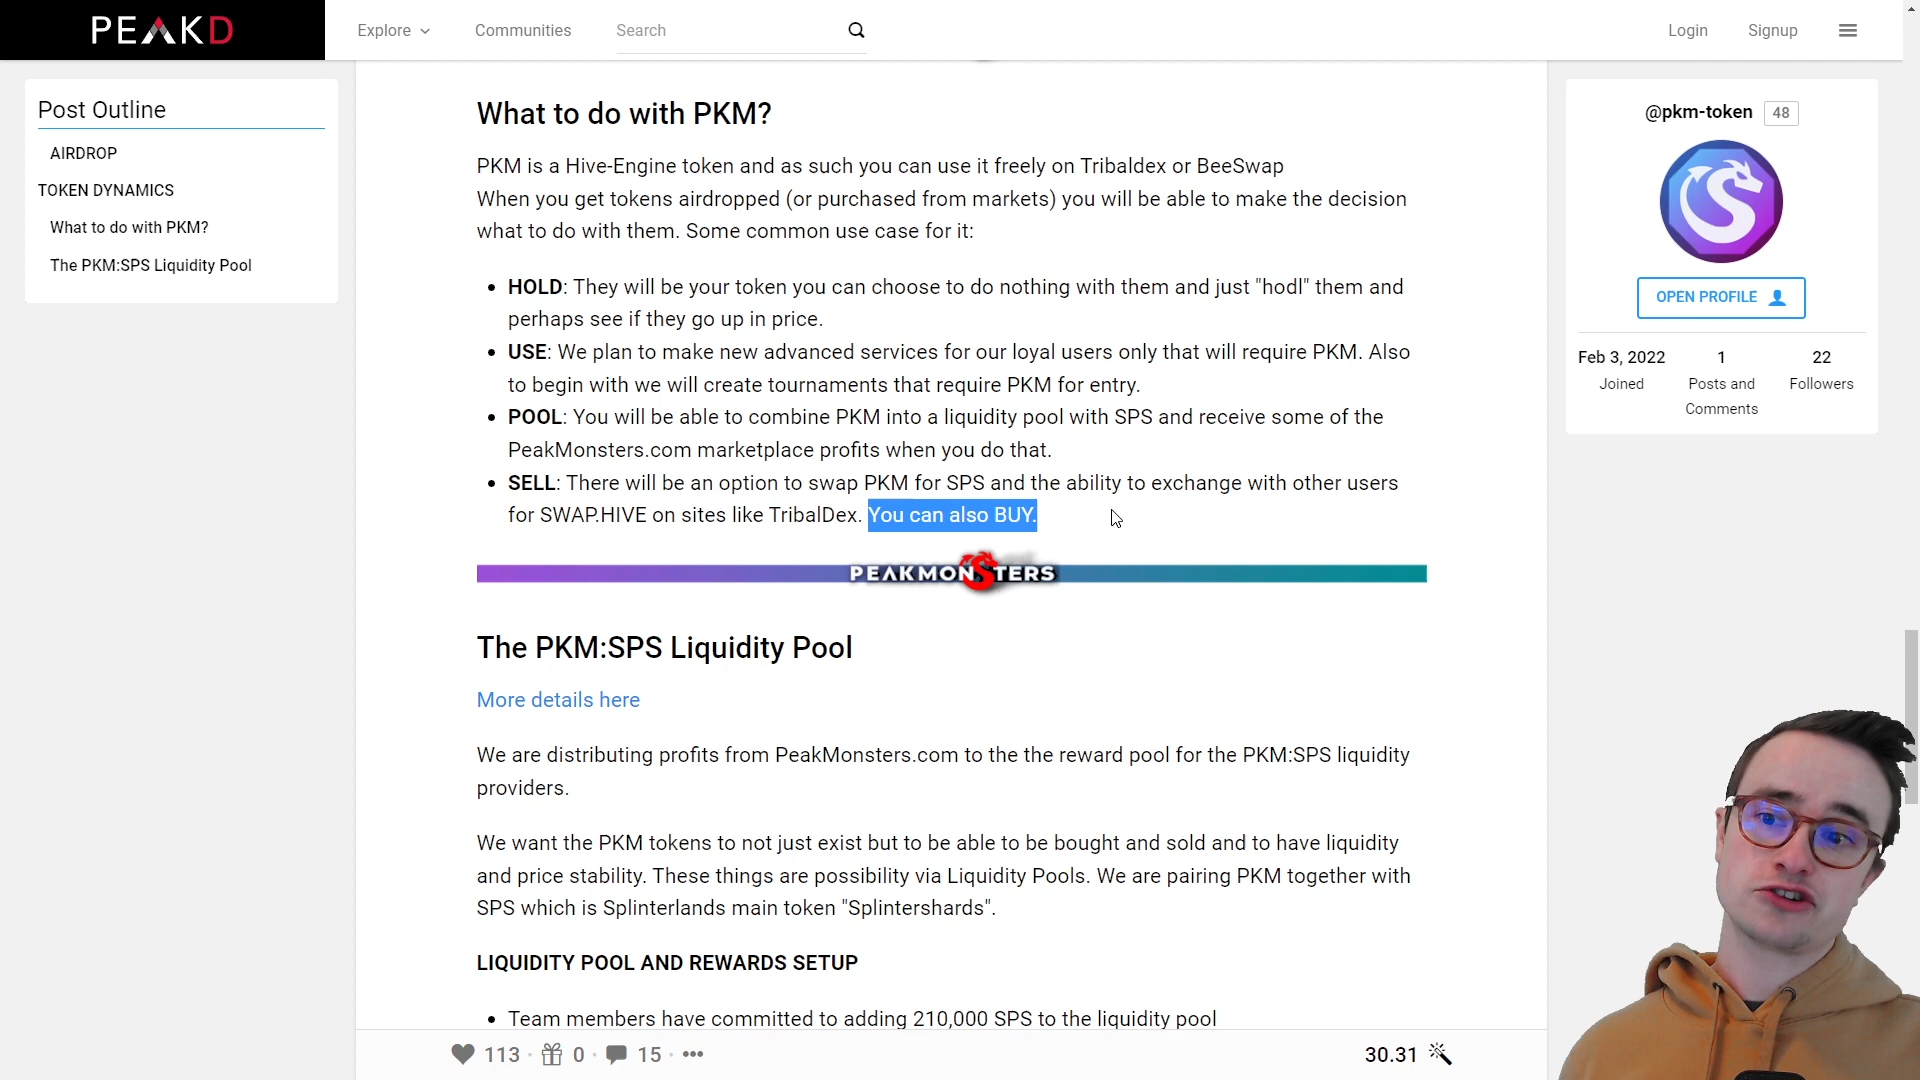 PEAKD
Explore
Communities
Search
Login
Signup
Post Outline
AIRDROP
TOKEN DYNAMICS
What to do with PKM?
The PKM:SPS Liquidity Pool
What to do with PKM?
PKM is a Hive-Engine token and as such you can use it freely on Tribaldex or BeeSwap
When you get tokens airdropped (or purchased from markets) you will be able to make the decision
what to do with them. Some common use case for it:
• HOLD: They will be your token you can choose to do nothing with them and just "hodl" them and
perhaps see if they go up in price.
• USE: We plan to make new advanced services for our loyal users only that will require PKM. Also
to begin with we will create tournaments that require PKM for entry.
• POOL: You will be able to combine PKM into a liquidity pool with SPS and receive some of the
PeakMonsters.com marketplace profits when you do that.
• SELL: There will be an option to swap PKM for SPS and the ability to exchange with other users
for SWAP.HIVE on sites like TribalDex. You can also BUY.
PEAKMONSTERS
The PKM:SPS Liquidity Pool
More details here
We are distributing profits from PeakMonsters.com to the the reward pool for the PKM:SPS liquidity
providers.
We want the PKM tokens to not just exist but to be able to be bought and sold and to have liquidity
and price stability. These things are possibility via Liquidity Pools. We are pairing PKM together with
SPS which is Splinterlands main token "Splintershards".
LIQUIDITY POOL AND REWARDS SETUP
• Team members have committed to adding 210,000 SPS to the liquidity pool
113 · 0 · 15 · •••
30.31
@pkm-token 48
OPEN PROFILE
Feb 3, 2022 1 22
Joined Posts and Followers
Comments